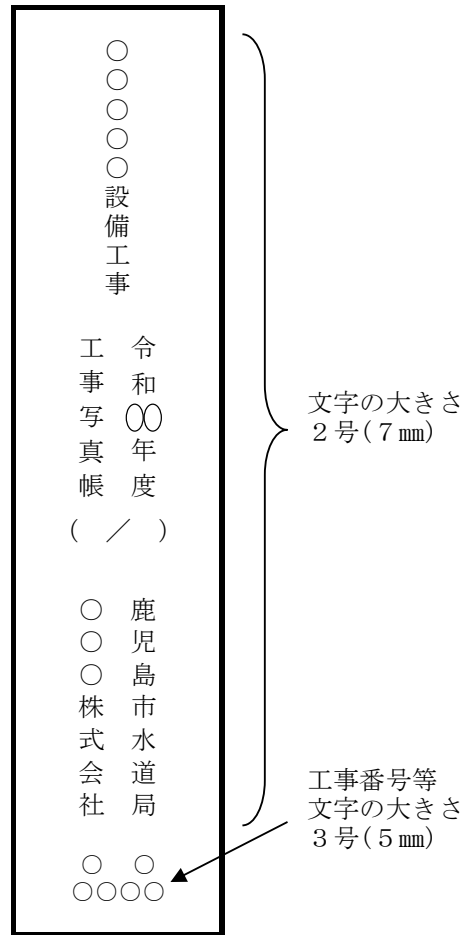 ○○○○○設備工事
令和○○年度
工事写真帳
( ／ )
鹿児島市水道局
○○○株式会社
○ ○
○○○○
文字の大きさ
２号(７㎜)
工事番号等
文字の大きさ
３号(５㎜)